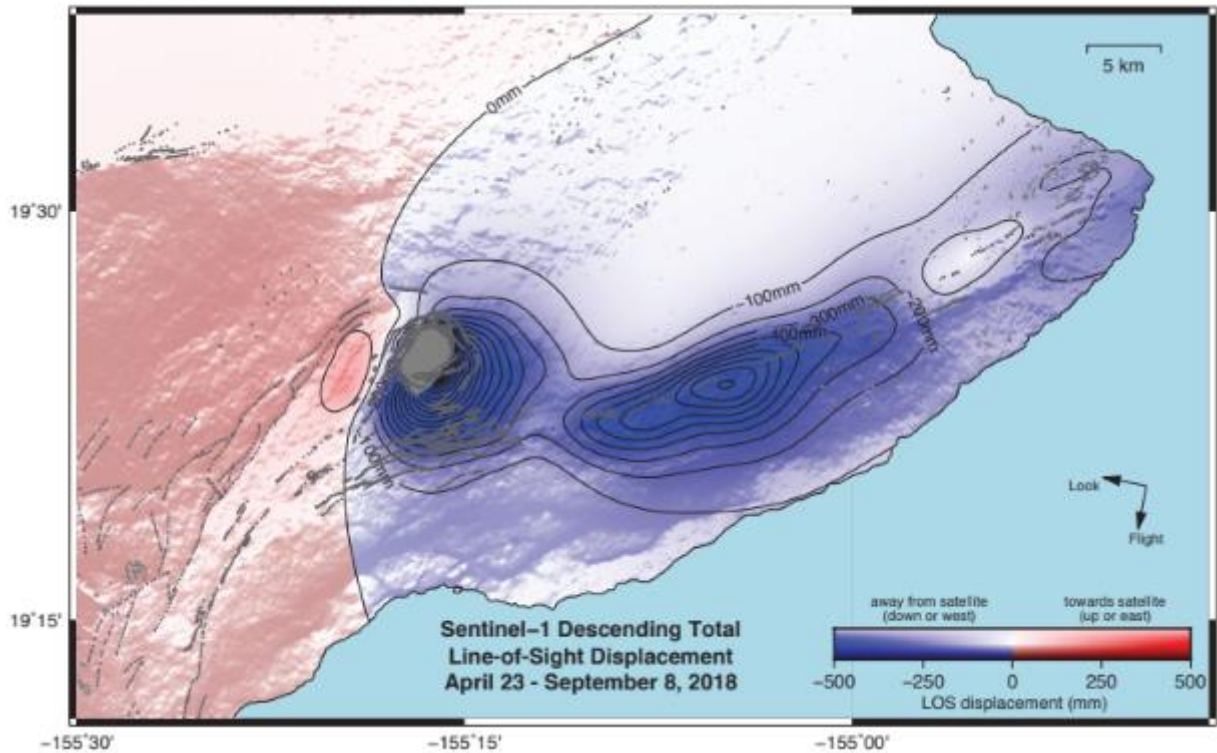 5 km
0mm
19˚30'
−100mm
−300mm
−400mm
−200mm
−100mm
Look
Flight
19˚15'
Sentinel−1 Descending Total
Line-of-Sight Displacement
April 23 - September 8, 2018
away from satellite
(down or west)
towards satellite
(up or east)
−500 −250 0 250 500
LOS displacement (mm)
−155˚30' −155˚15' −155˚00'